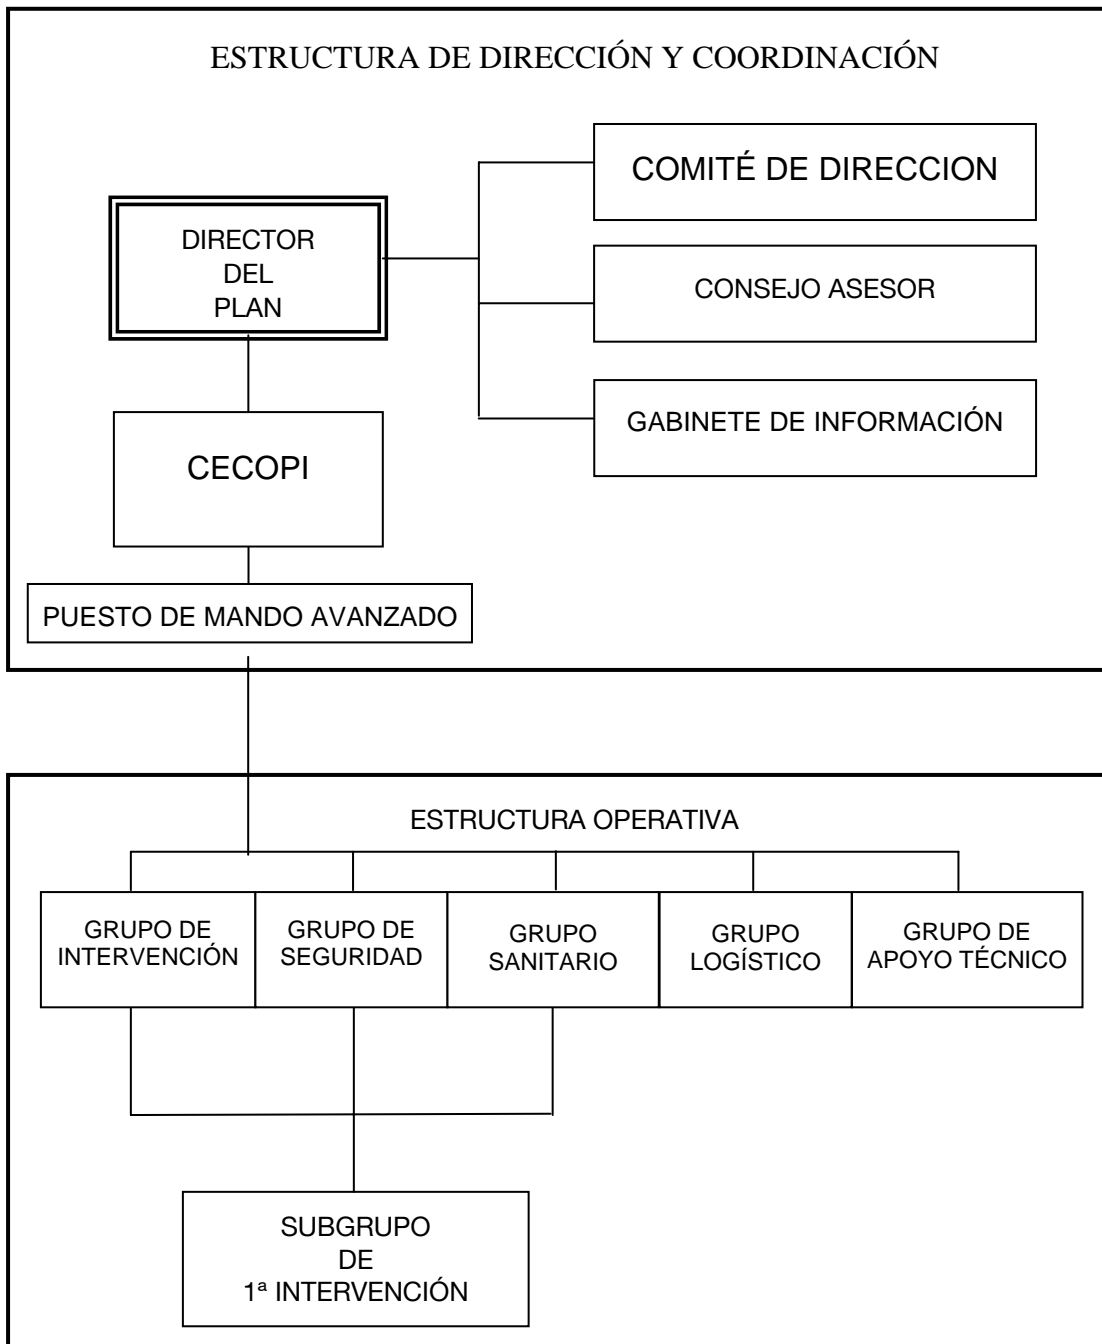 ESTRUCTURA DE DIRECCIÓN Y COORDINACIÓN
COMITÉ DE DIRECCION
DIRECTOR
DEL
PLAN
CONSEJO ASESOR
GABINETE DE INFORMACIÓN
CECOPI
PUESTO DE MANDO AVANZADO
ESTRUCTURA OPERATIVA
GRUPO DE
INTERVENCIÓN
GRUPO DE
SEGURIDAD
GRUPO
SANITARIO
GRUPO
LOGÍSTICO
GRUPO DE
APOYO TÉCNICO
SUBGRUPO
DE
1ª INTERVENCIÓN